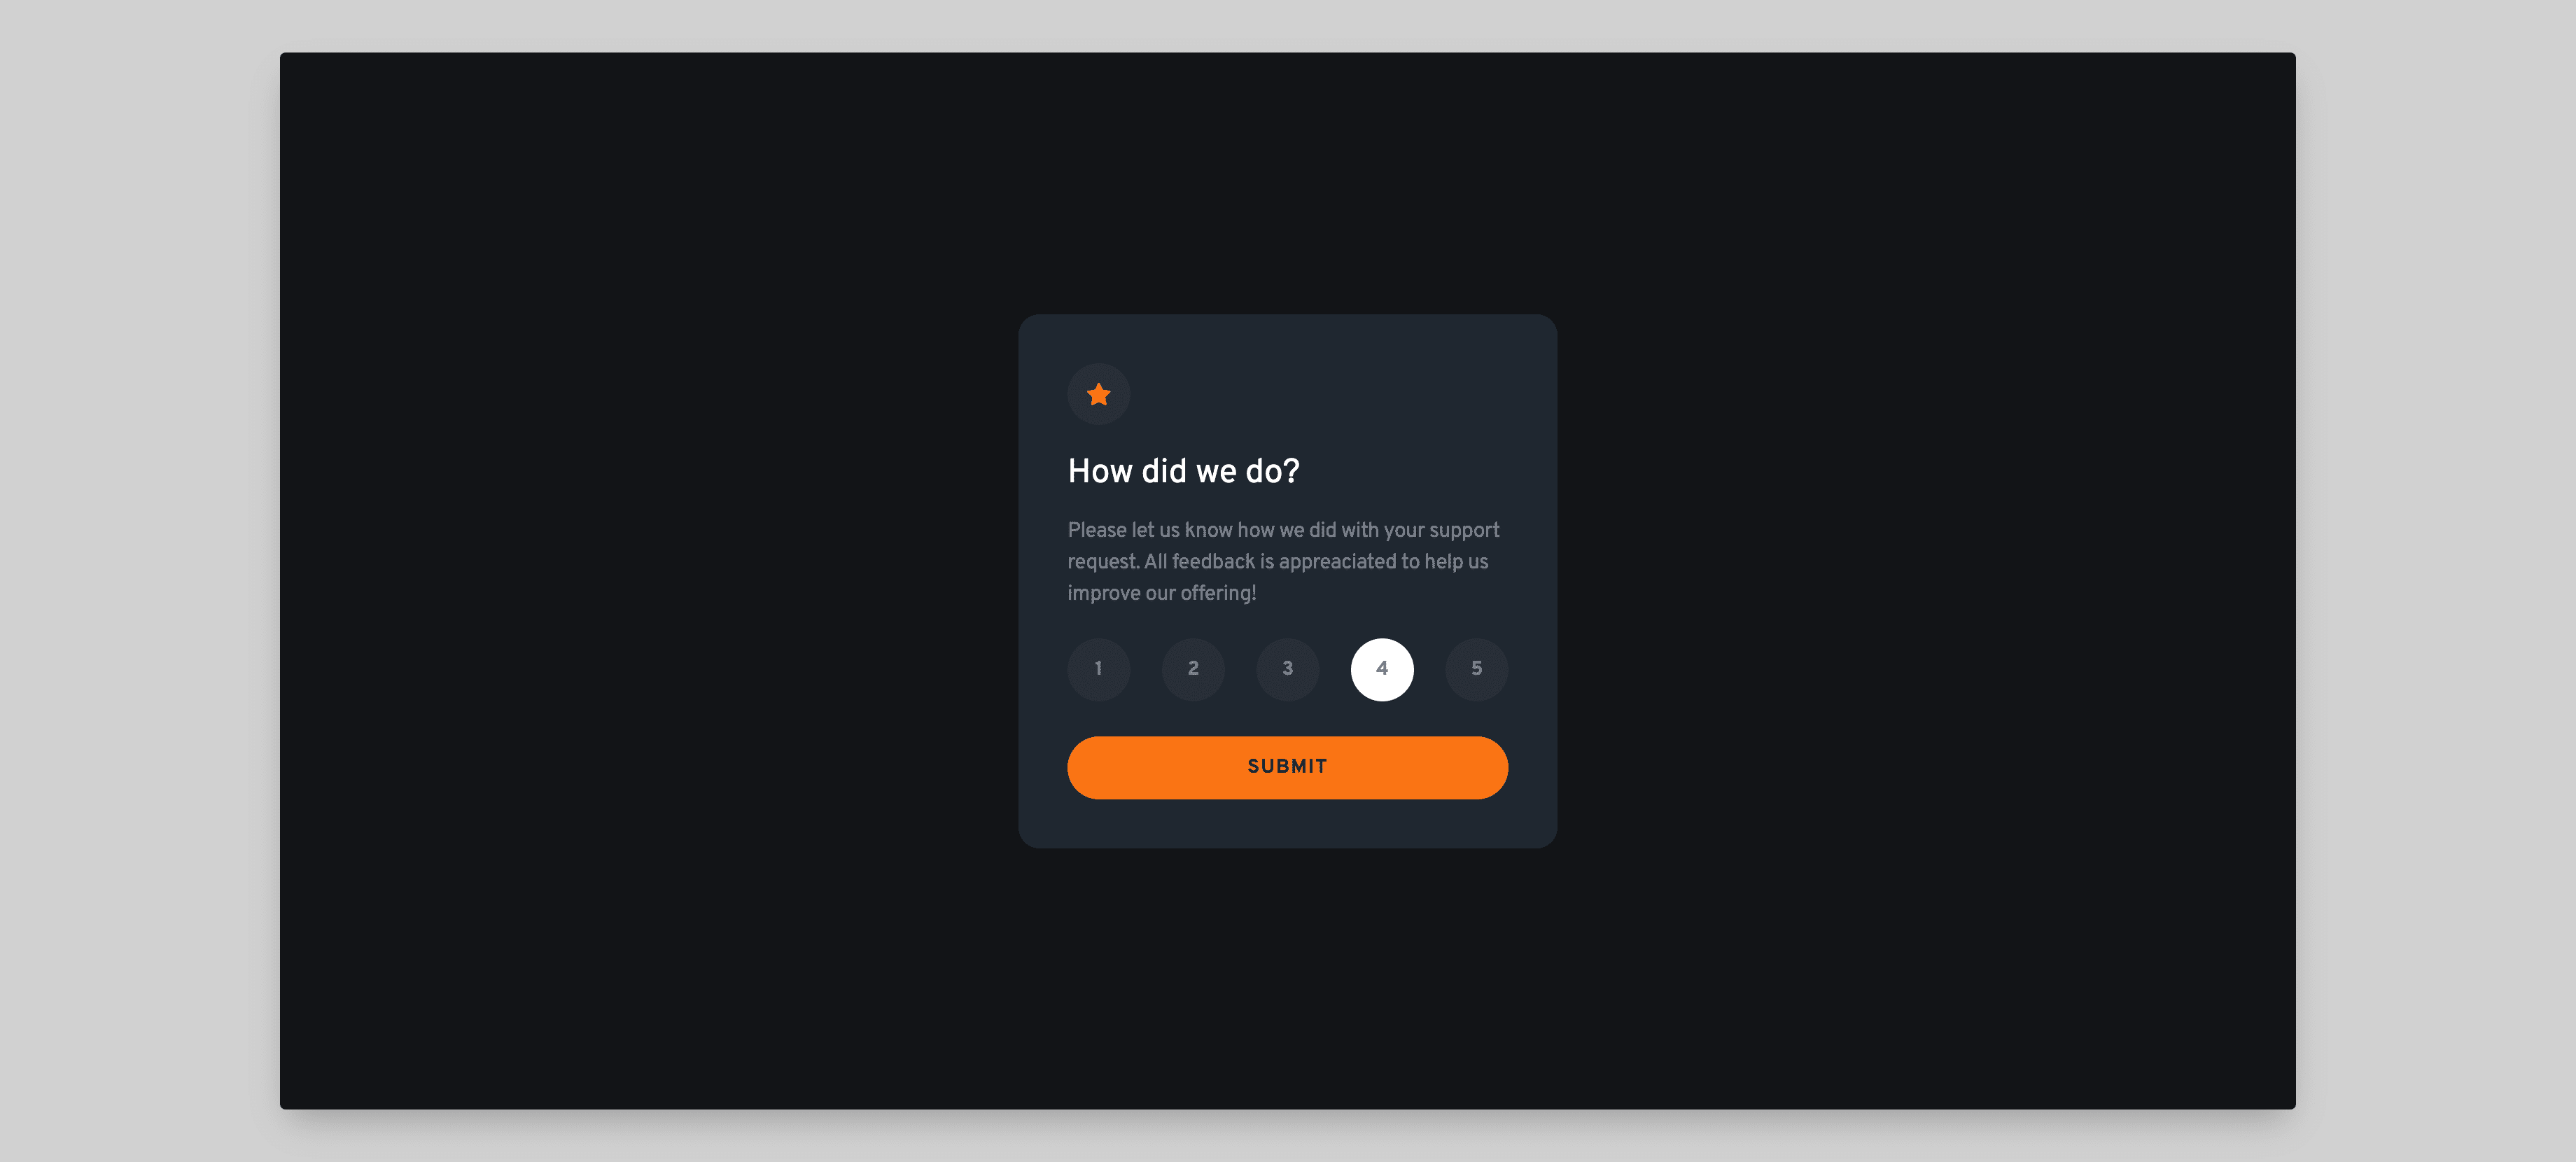 How did we do?
Please let us know how we did with your support
request. All feedback is appreaciated to help us
improve our offering!
1 2 3 4 5
SUBMIT